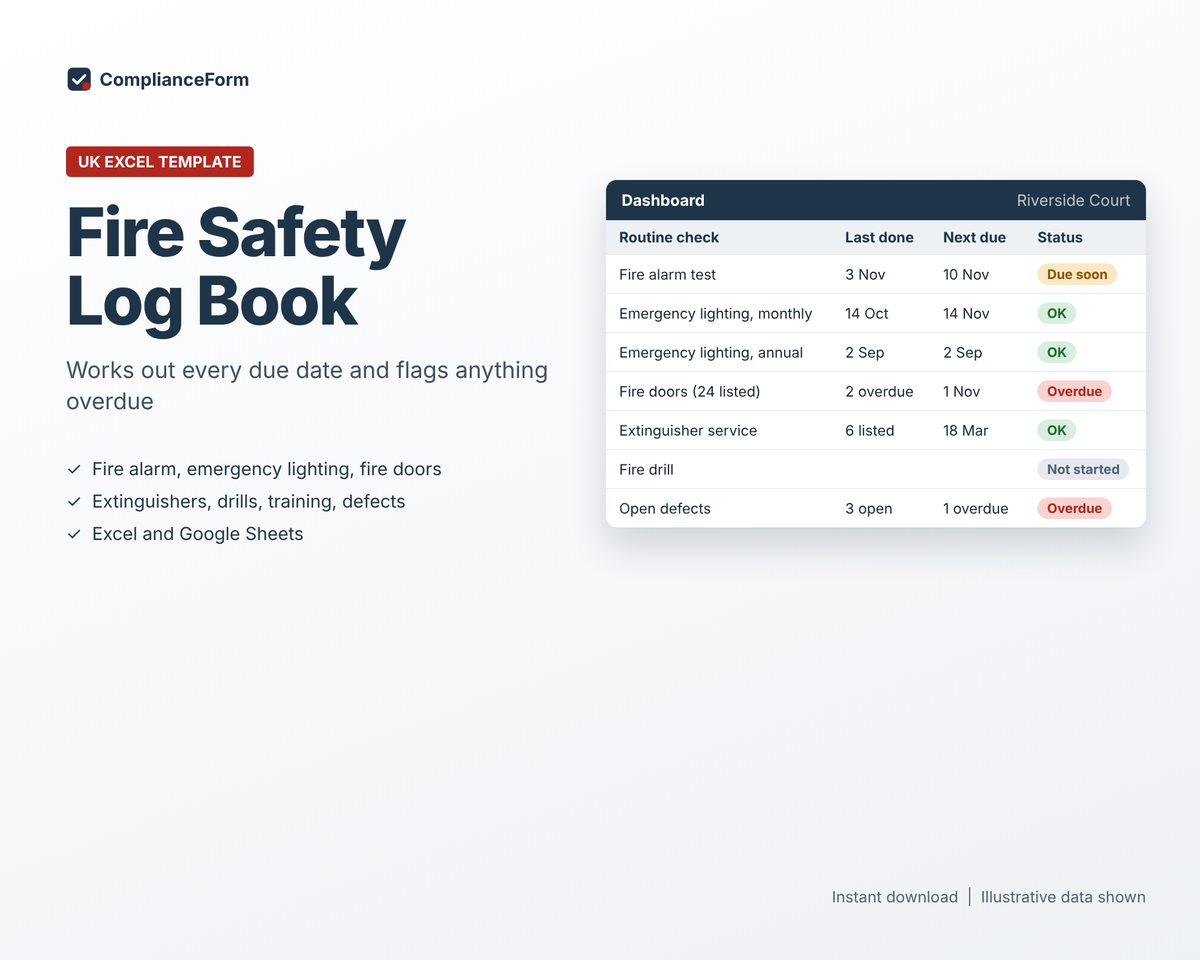 ComplianceForm
UK EXCEL TEMPLATE
Fire Safety
Log Book
Works out every due date and flags anything
overdue
✓ Fire alarm, emergency lighting, fire doors
✓ Extinguishers, drills, training, defects
✓ Excel and Google Sheets
Dashboard Riverside Court
Routine check Last done Next due Status
Fire alarm test 3 Nov 10 Nov Due soon
Emergency lighting, monthly 14 Oct 14 Nov OK
Emergency lighting, annual 2 Sep 2 Sep OK
Fire doors (24 listed) 2 overdue 1 Nov Overdue
Extinguisher service 6 listed 18 Mar OK
Fire drill Not started
Open defects 3 open 1 overdue Overdue
Instant download | Illustrative data shown